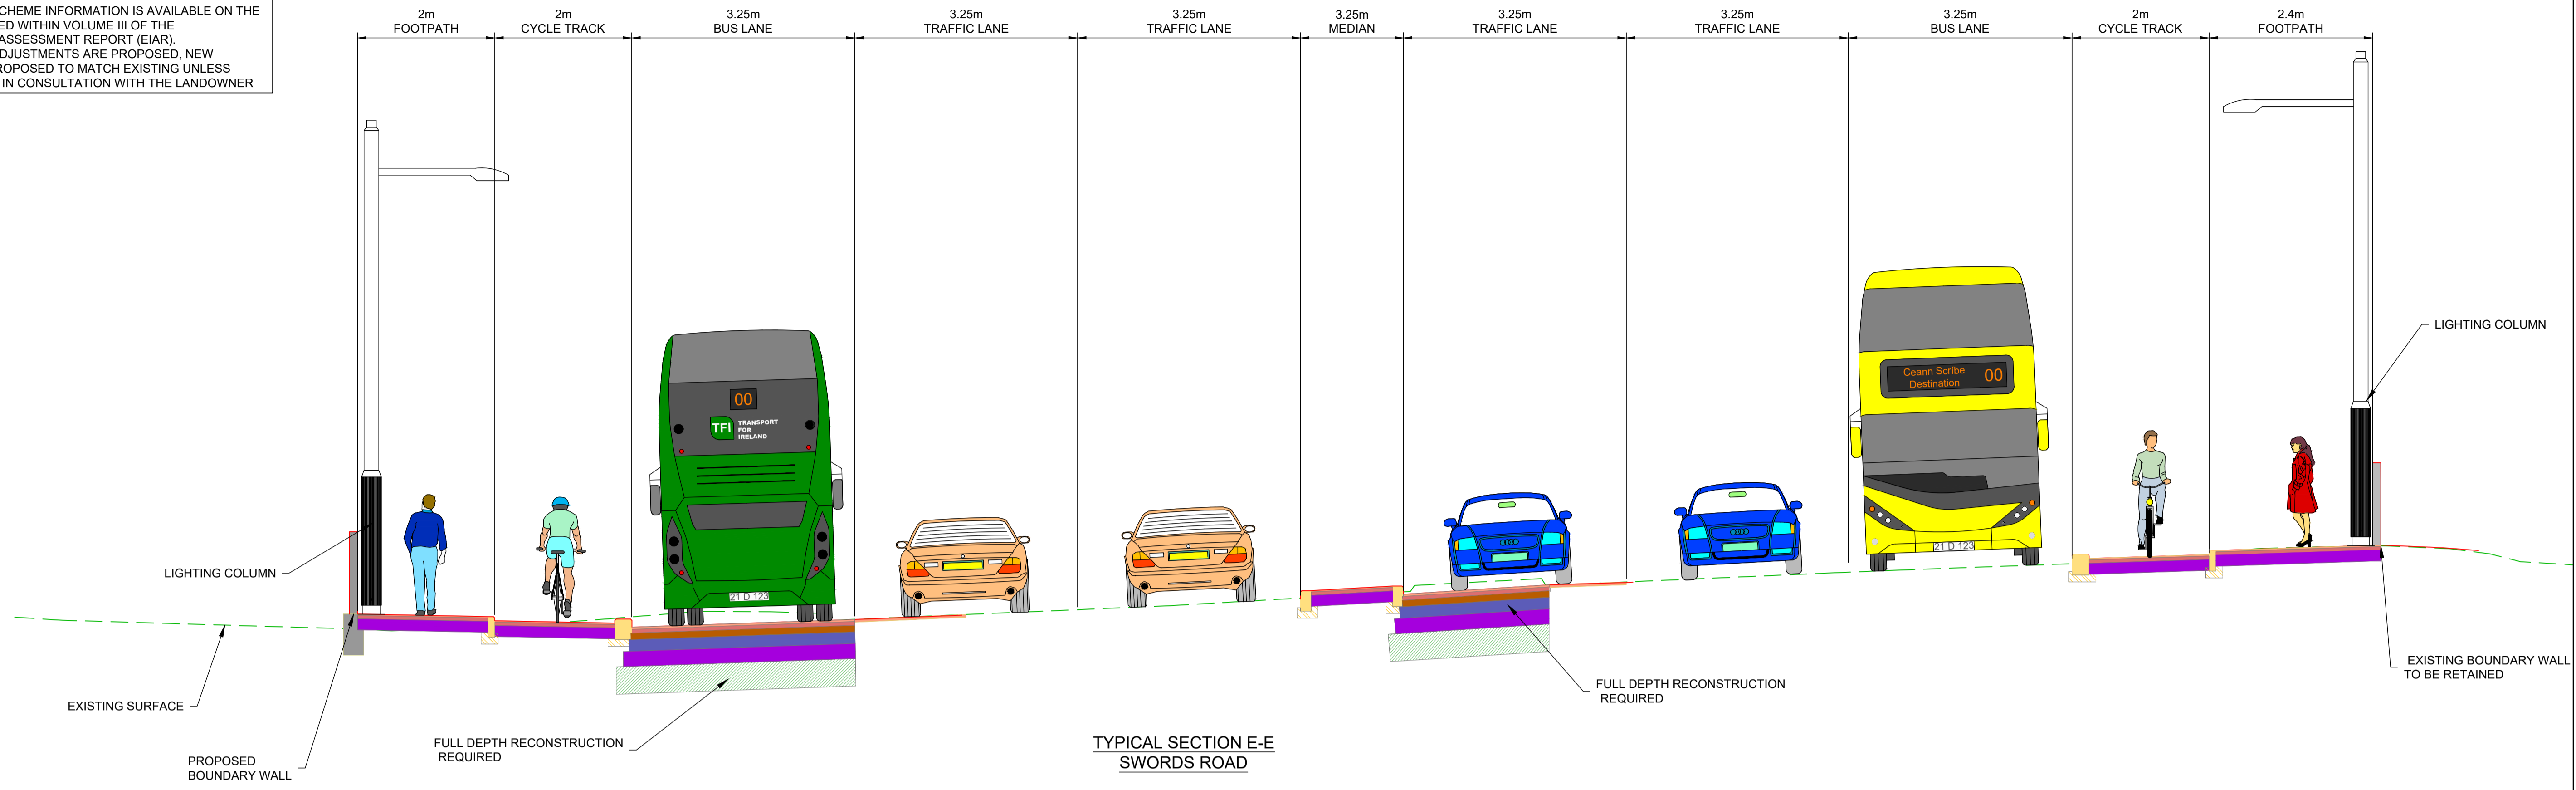 CHEME INFORMATION IS AVAILABLE ON THE
ED WITHIN VOLUME III OF THE
ASSESSMENT REPORT (EIAR).
DJUSTMENTS ARE PROPOSED, NEW
ROPOSED TO MATCH EXISTING UNLESS
IN CONSULTATION WITH THE LANDOWNER
2m
FOOTPATH
2m
CYCLE TRACK
3.25m
BUS LANE
3.25m
TRAFFIC LANE
3.25m
TRAFFIC LANE
3.25m
MEDIAN
3.25m
TRAFFIC LANE
3.25m
TRAFFIC LANE
3.25m
BUS LANE
2m
CYCLE TRACK
2.4m
FOOTPATH
LIGHTING COLUMN
Ceann Scribe
Destination
00
00
TFI
TRANSPORT
FOR
IRELAND
21 D 123
21 D 123
LIGHTING COLUMN
EXISTING SURFACE
PROPOSED
BOUNDARY WALL
FULL DEPTH RECONSTRUCTION
REQUIRED
FULL DEPTH RECONSTRUCTION
REQUIRED
EXISTING BOUNDARY WALL
TO BE RETAINED
TYPICAL SECTION E-E
SWORDS ROAD